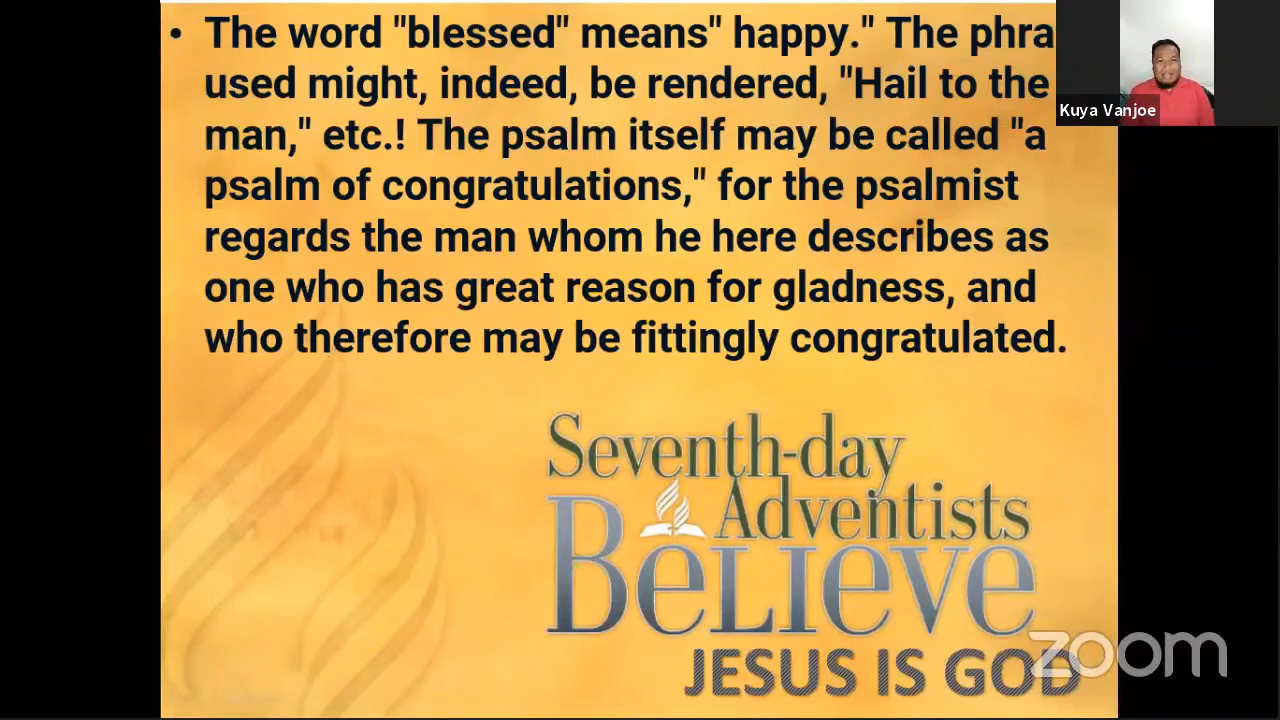 • The word "blessed" means" happy." The phra
used might, indeed, be rendered, "Hail to the
man," etc.! The psalm itself may be called "a
psalm of congratulations," for the psalmist
regards the man whom he here describes as
one who has great reason for gladness, and
who therefore may be fittingly congratulated.
Kuya Vanjoe
Seventh-day
Adventists
BeLIeve
JESUS IS GOD
zoom